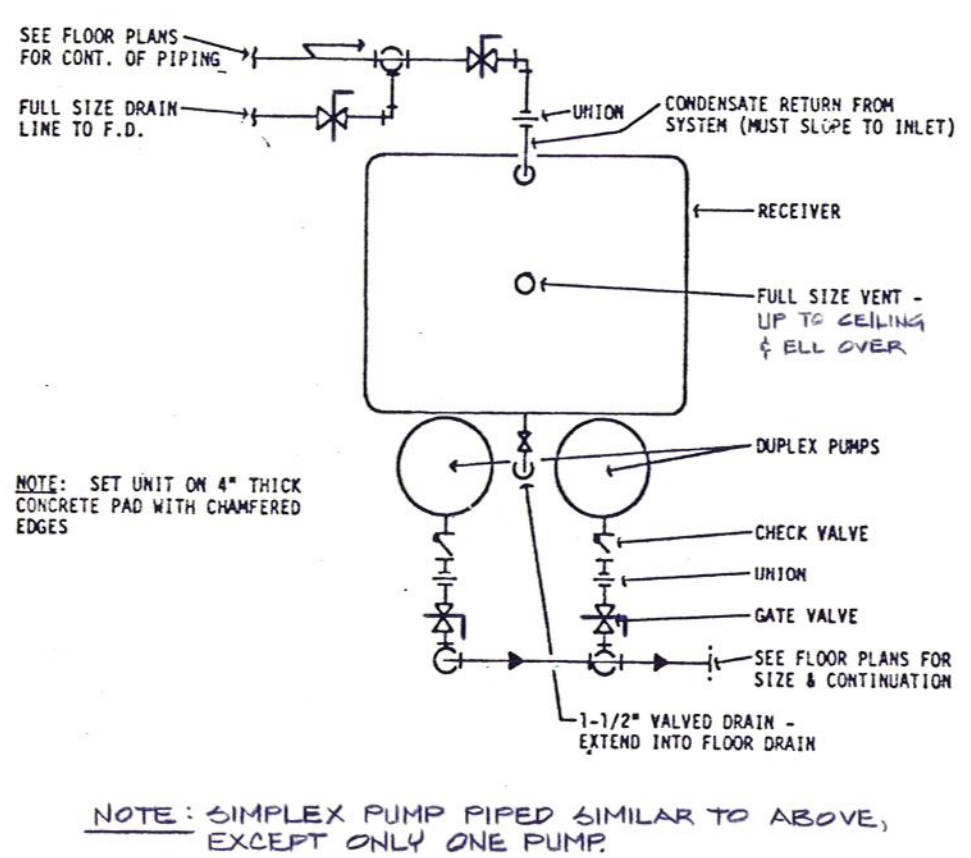 SEE FLOOR PLANS
FOR CONT. OF PIPING
FULL SIZE DRAIN
LINE TO F.D.
UNION
CONDENSATE RETURN FROM
SYSTEM (MUST SLOPE TO INLET)
RECEIVER
FULL SIZE VENT -
UP TO CEILING
& ELL OVER
DUPLEX PUMPS
NOTE: SET UNIT ON 4" THICK
CONCRETE PAD WITH CHAMFERED
EDGES
CHECK VALVE
UNION
GATE VALVE
SEE FLOOR PLANS FOR
SIZE & CONTINUATION
1-1/2" VALVED DRAIN -
EXTEND INTO FLOOR DRAIN
NOTE: SIMPLEX PUMP PIPED SIMILAR TO ABOVE,
EXCEPT ONLY ONE PUMP.